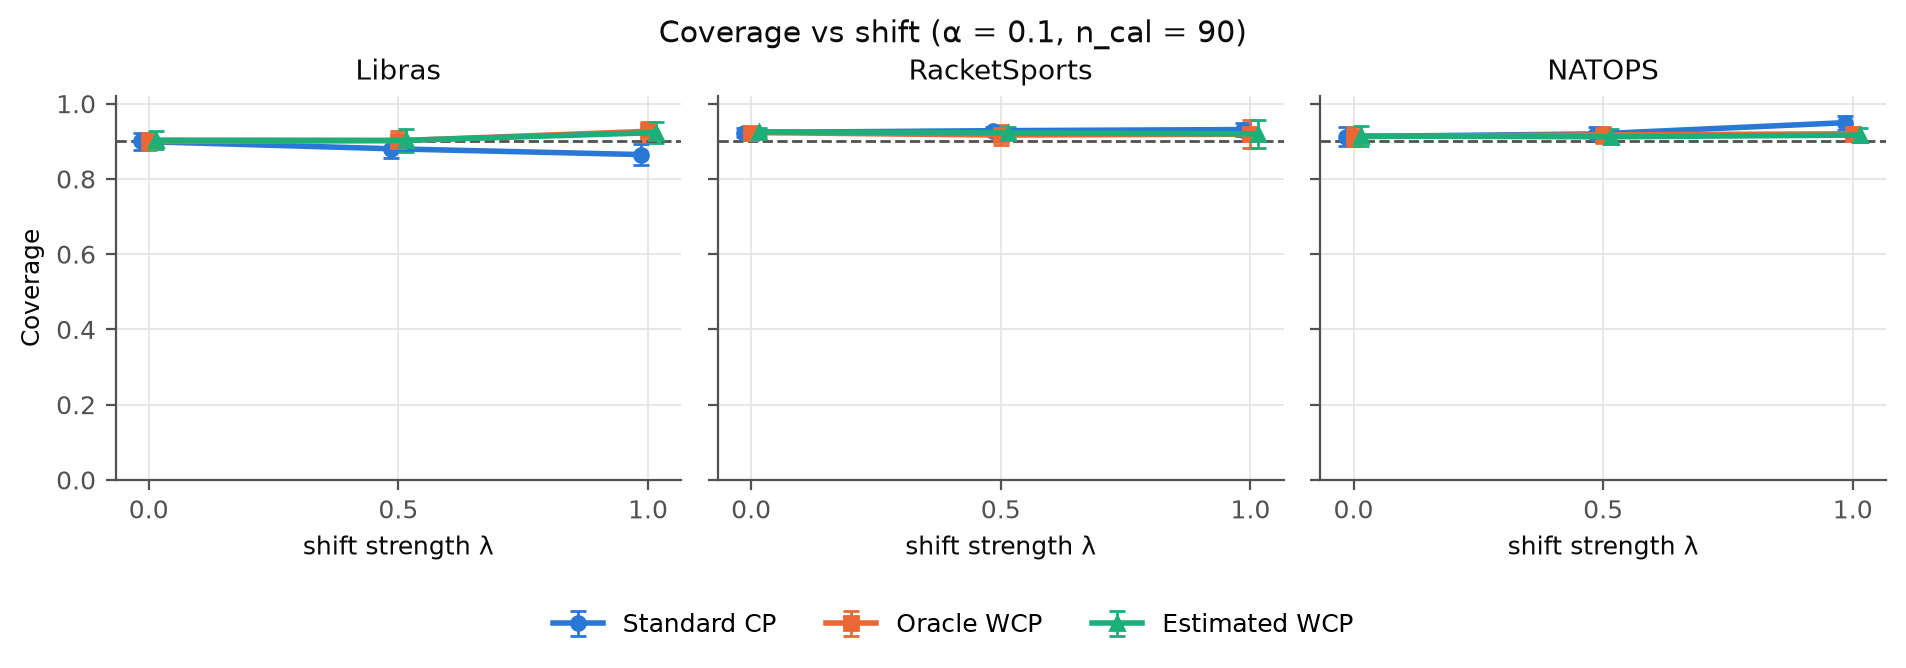 Coverage vs shift (α = 0.1, n_cal = 90)
Libras
RacketSports
NATOPS
Coverage
1.0
0.8
0.6
0.4
0.2
0.0
0.0 0.5 1.0
0.0 0.5 1.0
0.0 0.5 1.0
shift strength λ
shift strength λ
shift strength λ
Standard CP
Oracle WCP
Estimated WCP